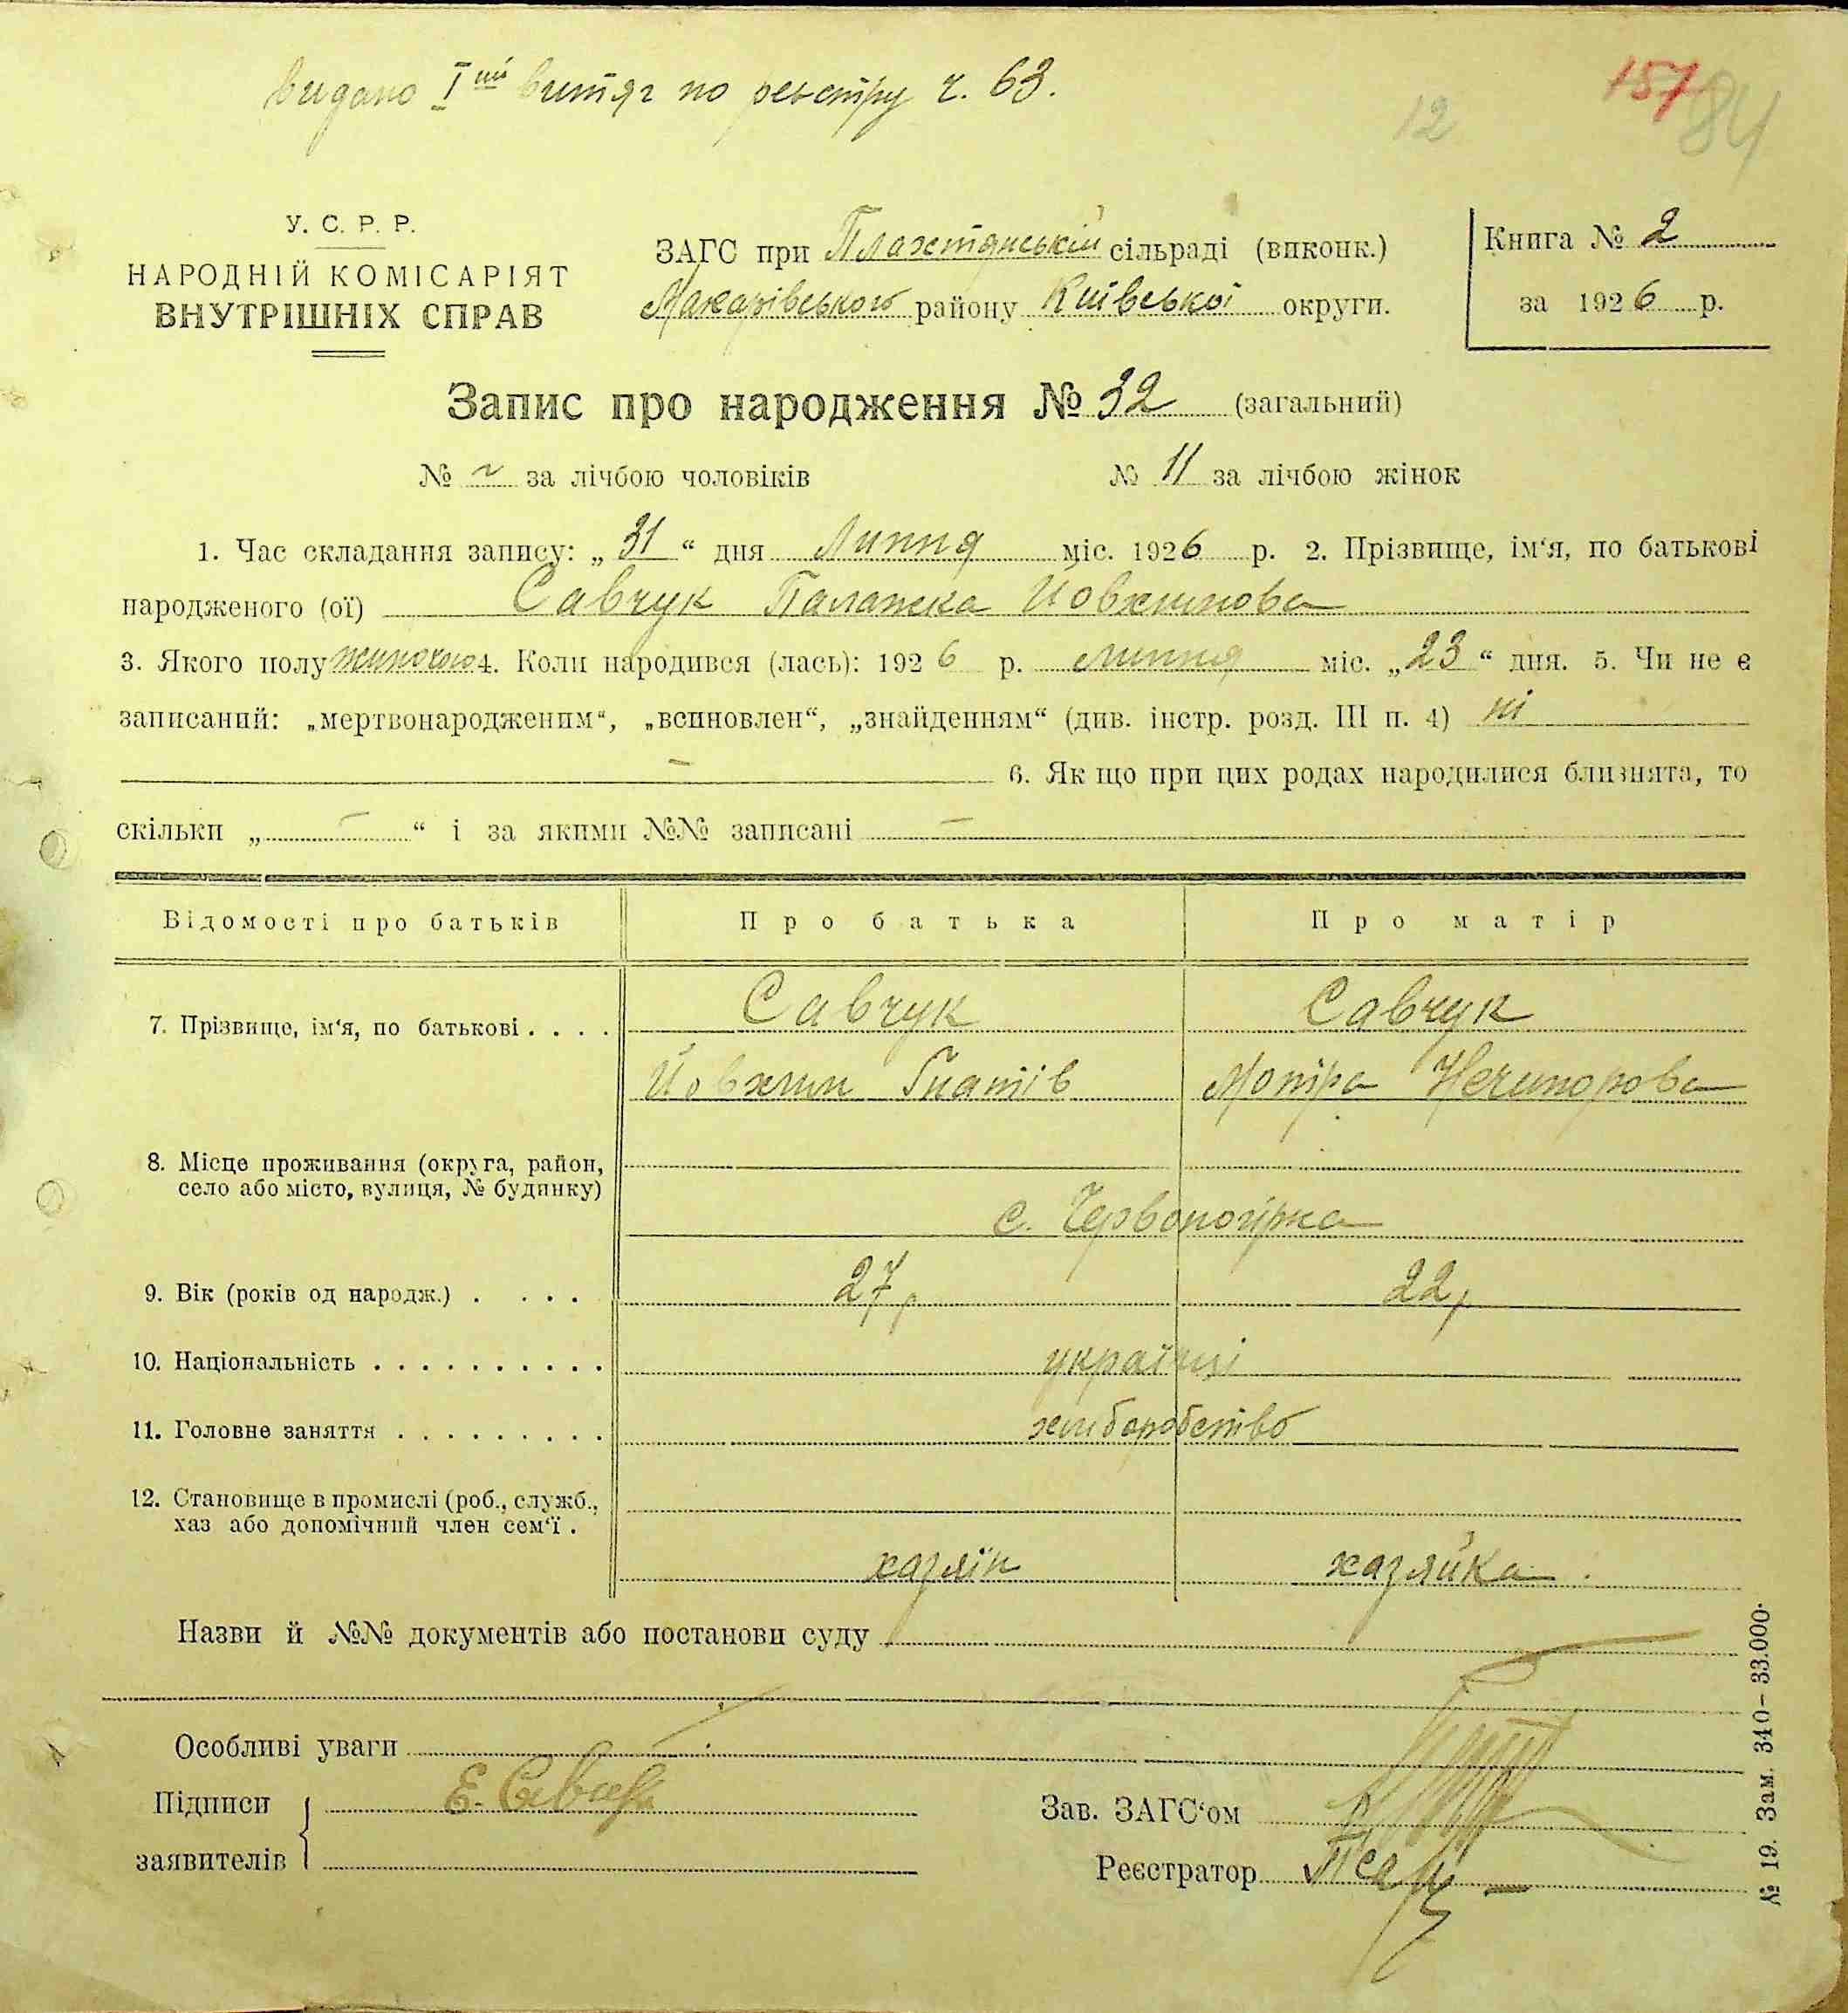 видано Iий витяг по реєстру ч. 63.
157
12
84
У. С. Р. Р.
НАРОДНІЙ КОМІСАРІЯТ
ВНУТРІШНІХ СПРАВ
ЗАГС при Плахтянській сільраді (виконк.)
Макарівського району Київської округи.
Книга № 2
за 1926 р.
Запис про народження № 32 (загальний)
№ ~ за лічбою чоловіків
№ 11 за лічбою жінок
1. Час складання запису: „31“ дня Липня міс. 1926 р. 2. Прізвище, ім‘я, по батькові
народженого (ої) Савчук Палажка Йовхимова
3. Якого полу жиночого 4. Коли народився (лась): 1926 р. липня міс. „23“ дня. 5. Чи не є
записаний: „мертвонародженим“, „всиновлен“, „знайденням“ (див. інстр. розд. III п. 4) ні
— 6. Як що при цих родах народилися близнята, то
скільки „ — “ і за якими №№ записані —
Відомості про батьків
Про батька
Про матір
7. Прізвище, ім‘я, по батькові . . . .
Савчук
Савчук
Йовхим Гнатів
Мотря Нечипорова
8. Місце проживання (округа, район,
село або місто, вулиця, № будинку)
с. Червоногірка
9. Вік (років од народж.) . . . .
27 р
22 р
10. Національність . . . . . . . . . .
українці
11. Головне заняття . . . . . . . . .
хліборобство
12. Становище в промислі (роб., служб.,
хаз або допомічний член сем‘ї .
хазяїн
хазяйка.
Назви й №№ документів або постанови суду
Особливі уваги
Підписи
заявителів
Е. Савчук
Зав. ЗАГС‘ом
Реєстратор
№ 19. Зам. 340– 33.000.